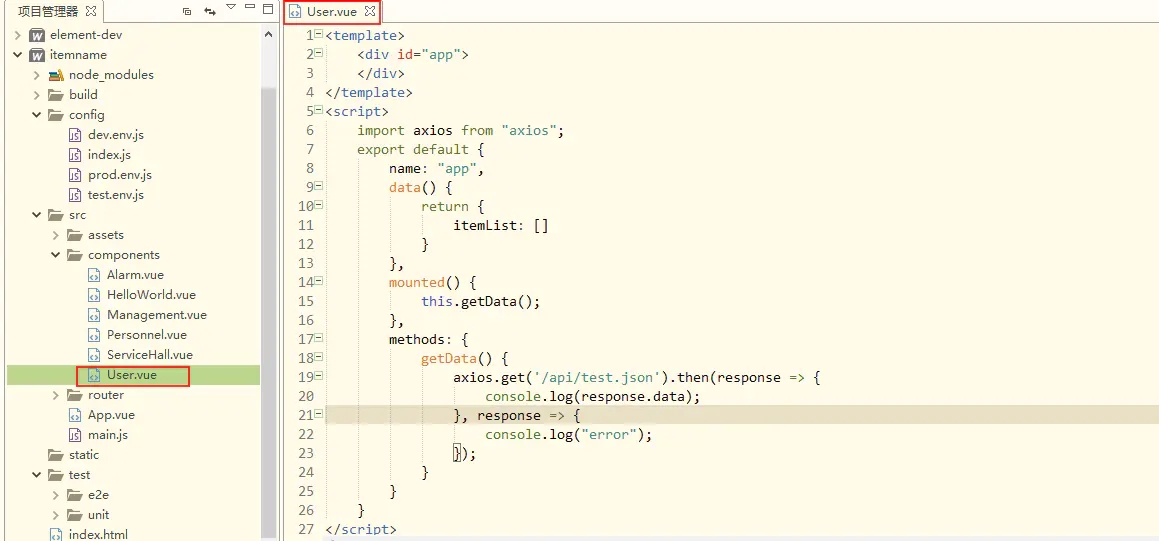 项目管理器
element-dev
itemname
node_modules
build
config
dev.env.js
index.js
prod.env.js
test.env.js
src
assets
components
Alarm.vue
HelloWorld.vue
Management.vue
Personnel.vue
ServiceHall.vue
User.vue
router
App.vue
main.js
static
test
e2e
unit
index.html
User.vue
1 <template>
2     <div id="app">
3     </div>
4 </template>
5 <script>
6     import axios from "axios";
7     export default {
8         name: "app",
9         data() {
10             return {
11                 itemList: []
12             }
13         },
14         mounted() {
15             this.getData();
16         },
17         methods: {
18             getData() {
19                 axios.get('/api/test.json').then(response => {
20                     console.log(response.data);
21                 }, response => {
22                     console.log("error");
23                 });
24             }
25         }
26     }
27 </script>